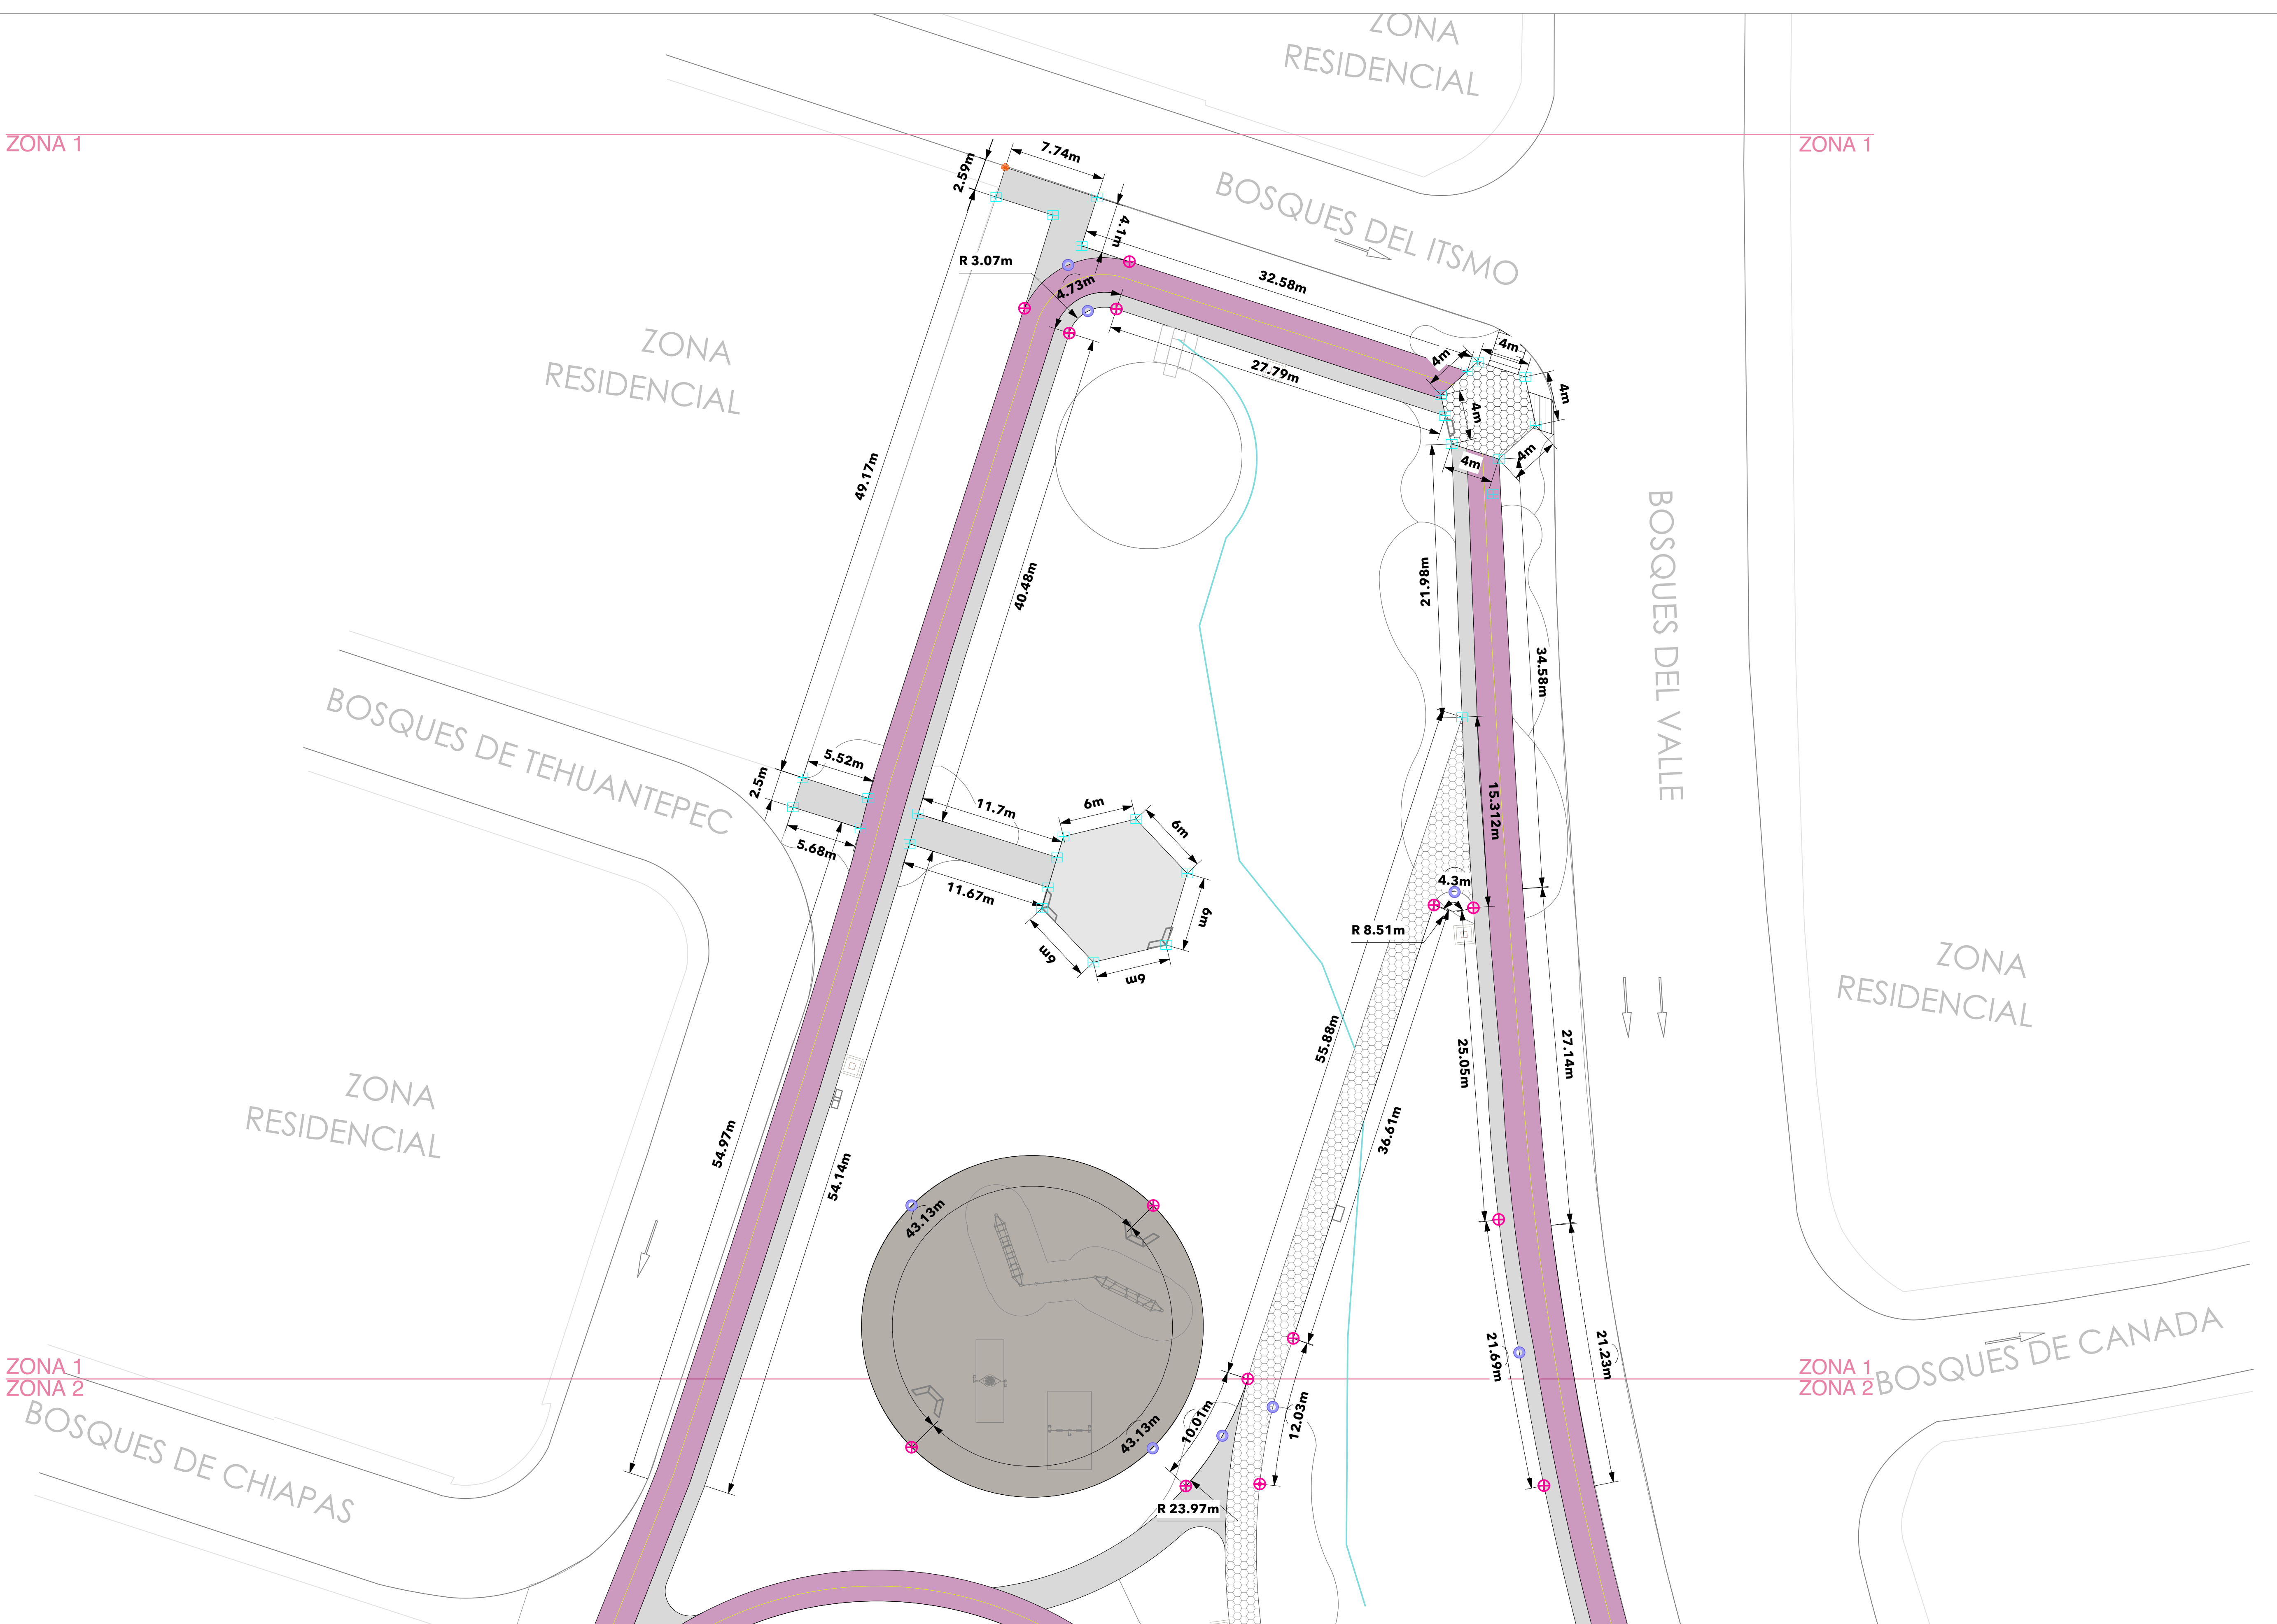 ZONA
RESIDENCIAL
ZONA 1
ZONA 1
7.74m
2.59m
BOSQUES DEL ITSMO
4.1m
R 3.07m
4.73m
32.58m
ZONA
RESIDENCIAL
4m
4m
4m
4m
4m
4m
27.79m
49.17m
40.48m
21.98m
BOSQUES DEL VALLE
34.58m
BOSQUES DE TEHUANTEPEC
5.52m
2.5m
5.68m
11.7m
11.67m
6m
6m
6m
6m
6m
15.312m
4.3m
R 8.51m
ZONA
RESIDENCIAL
55.88m
25.05m
27.14m
ZONA
RESIDENCIAL
54.97m
54.14m
36.61m
43.13m
43.13m
21.69m
21.23m
BOSQUES DE CANADA
ZONA 1
ZONA 2
ZONA 1
ZONA 2
10.01m
12.03m
R 23.97m
BOSQUES DE CHIAPAS